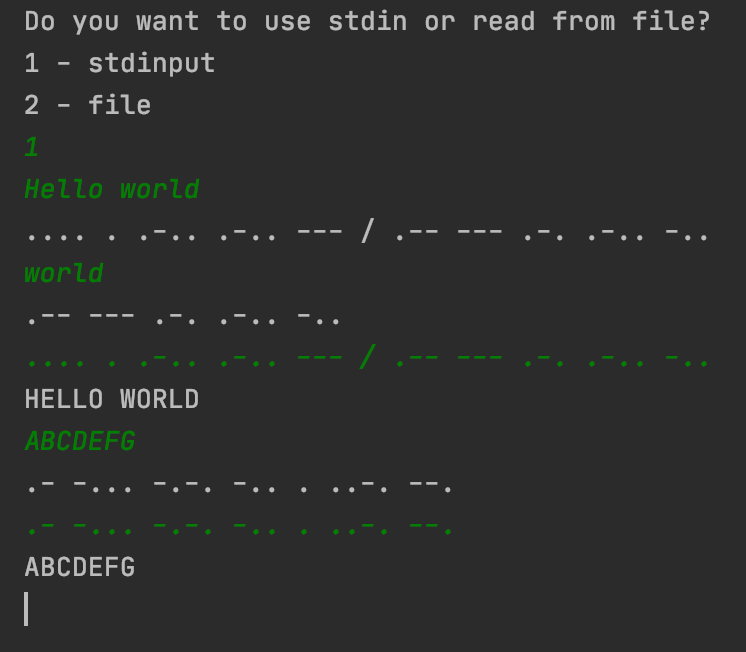 Do you want to use stdin or read from file?
1 - stdinput
2 - file
1
Hello world
.... . .-.. .-.. --- / .-- --- .-. .-.. -..
world
.-- --- .-. .-.. -..
.... . .-.. .-.. --- / .-- --- .-. .-.. -..
HELLO WORLD
ABCDEFG
.- -... -.-. -.. . ..-. --.
.- -... -.-. -.. . ..-. --.
ABCDEFG